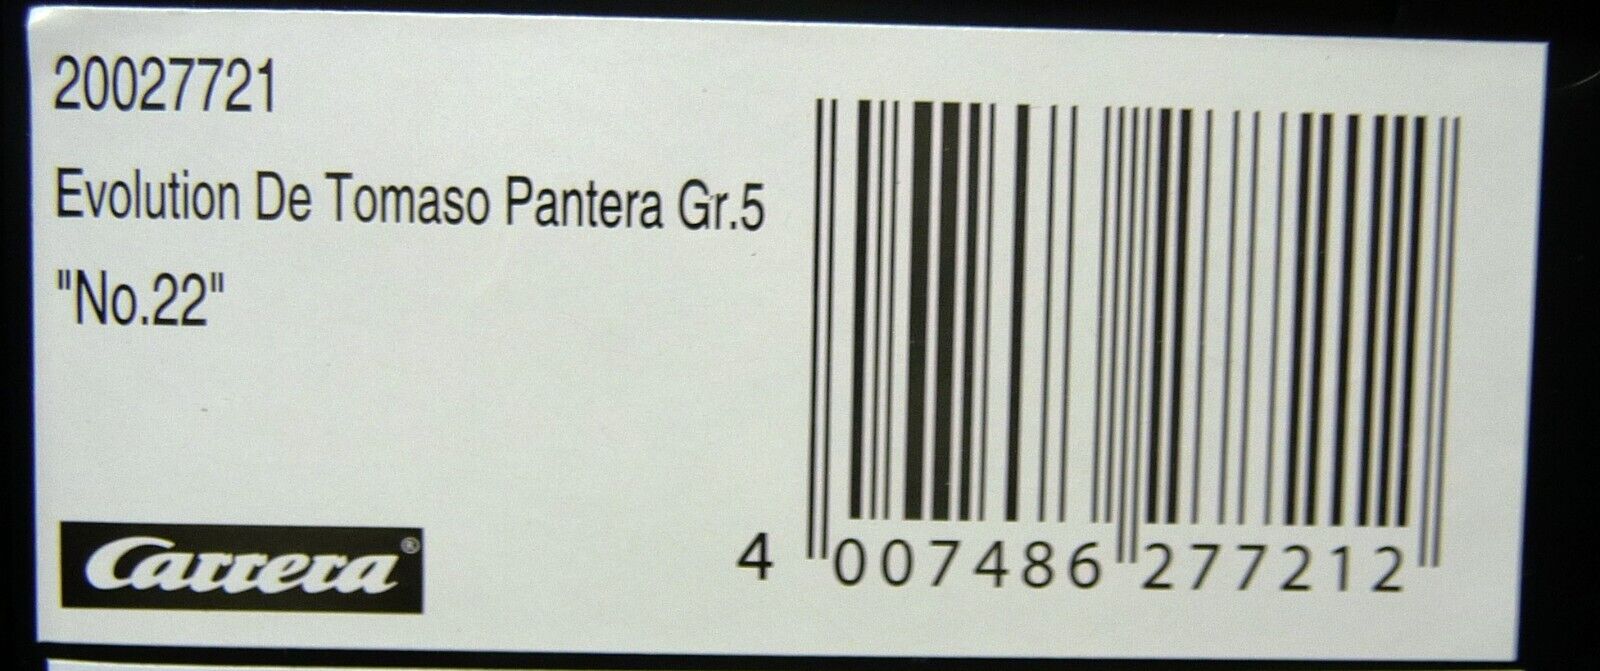 20027721
Evolution De Tomaso Pantera Gr.5
"No.22"
Carrera®
4 007486 277212